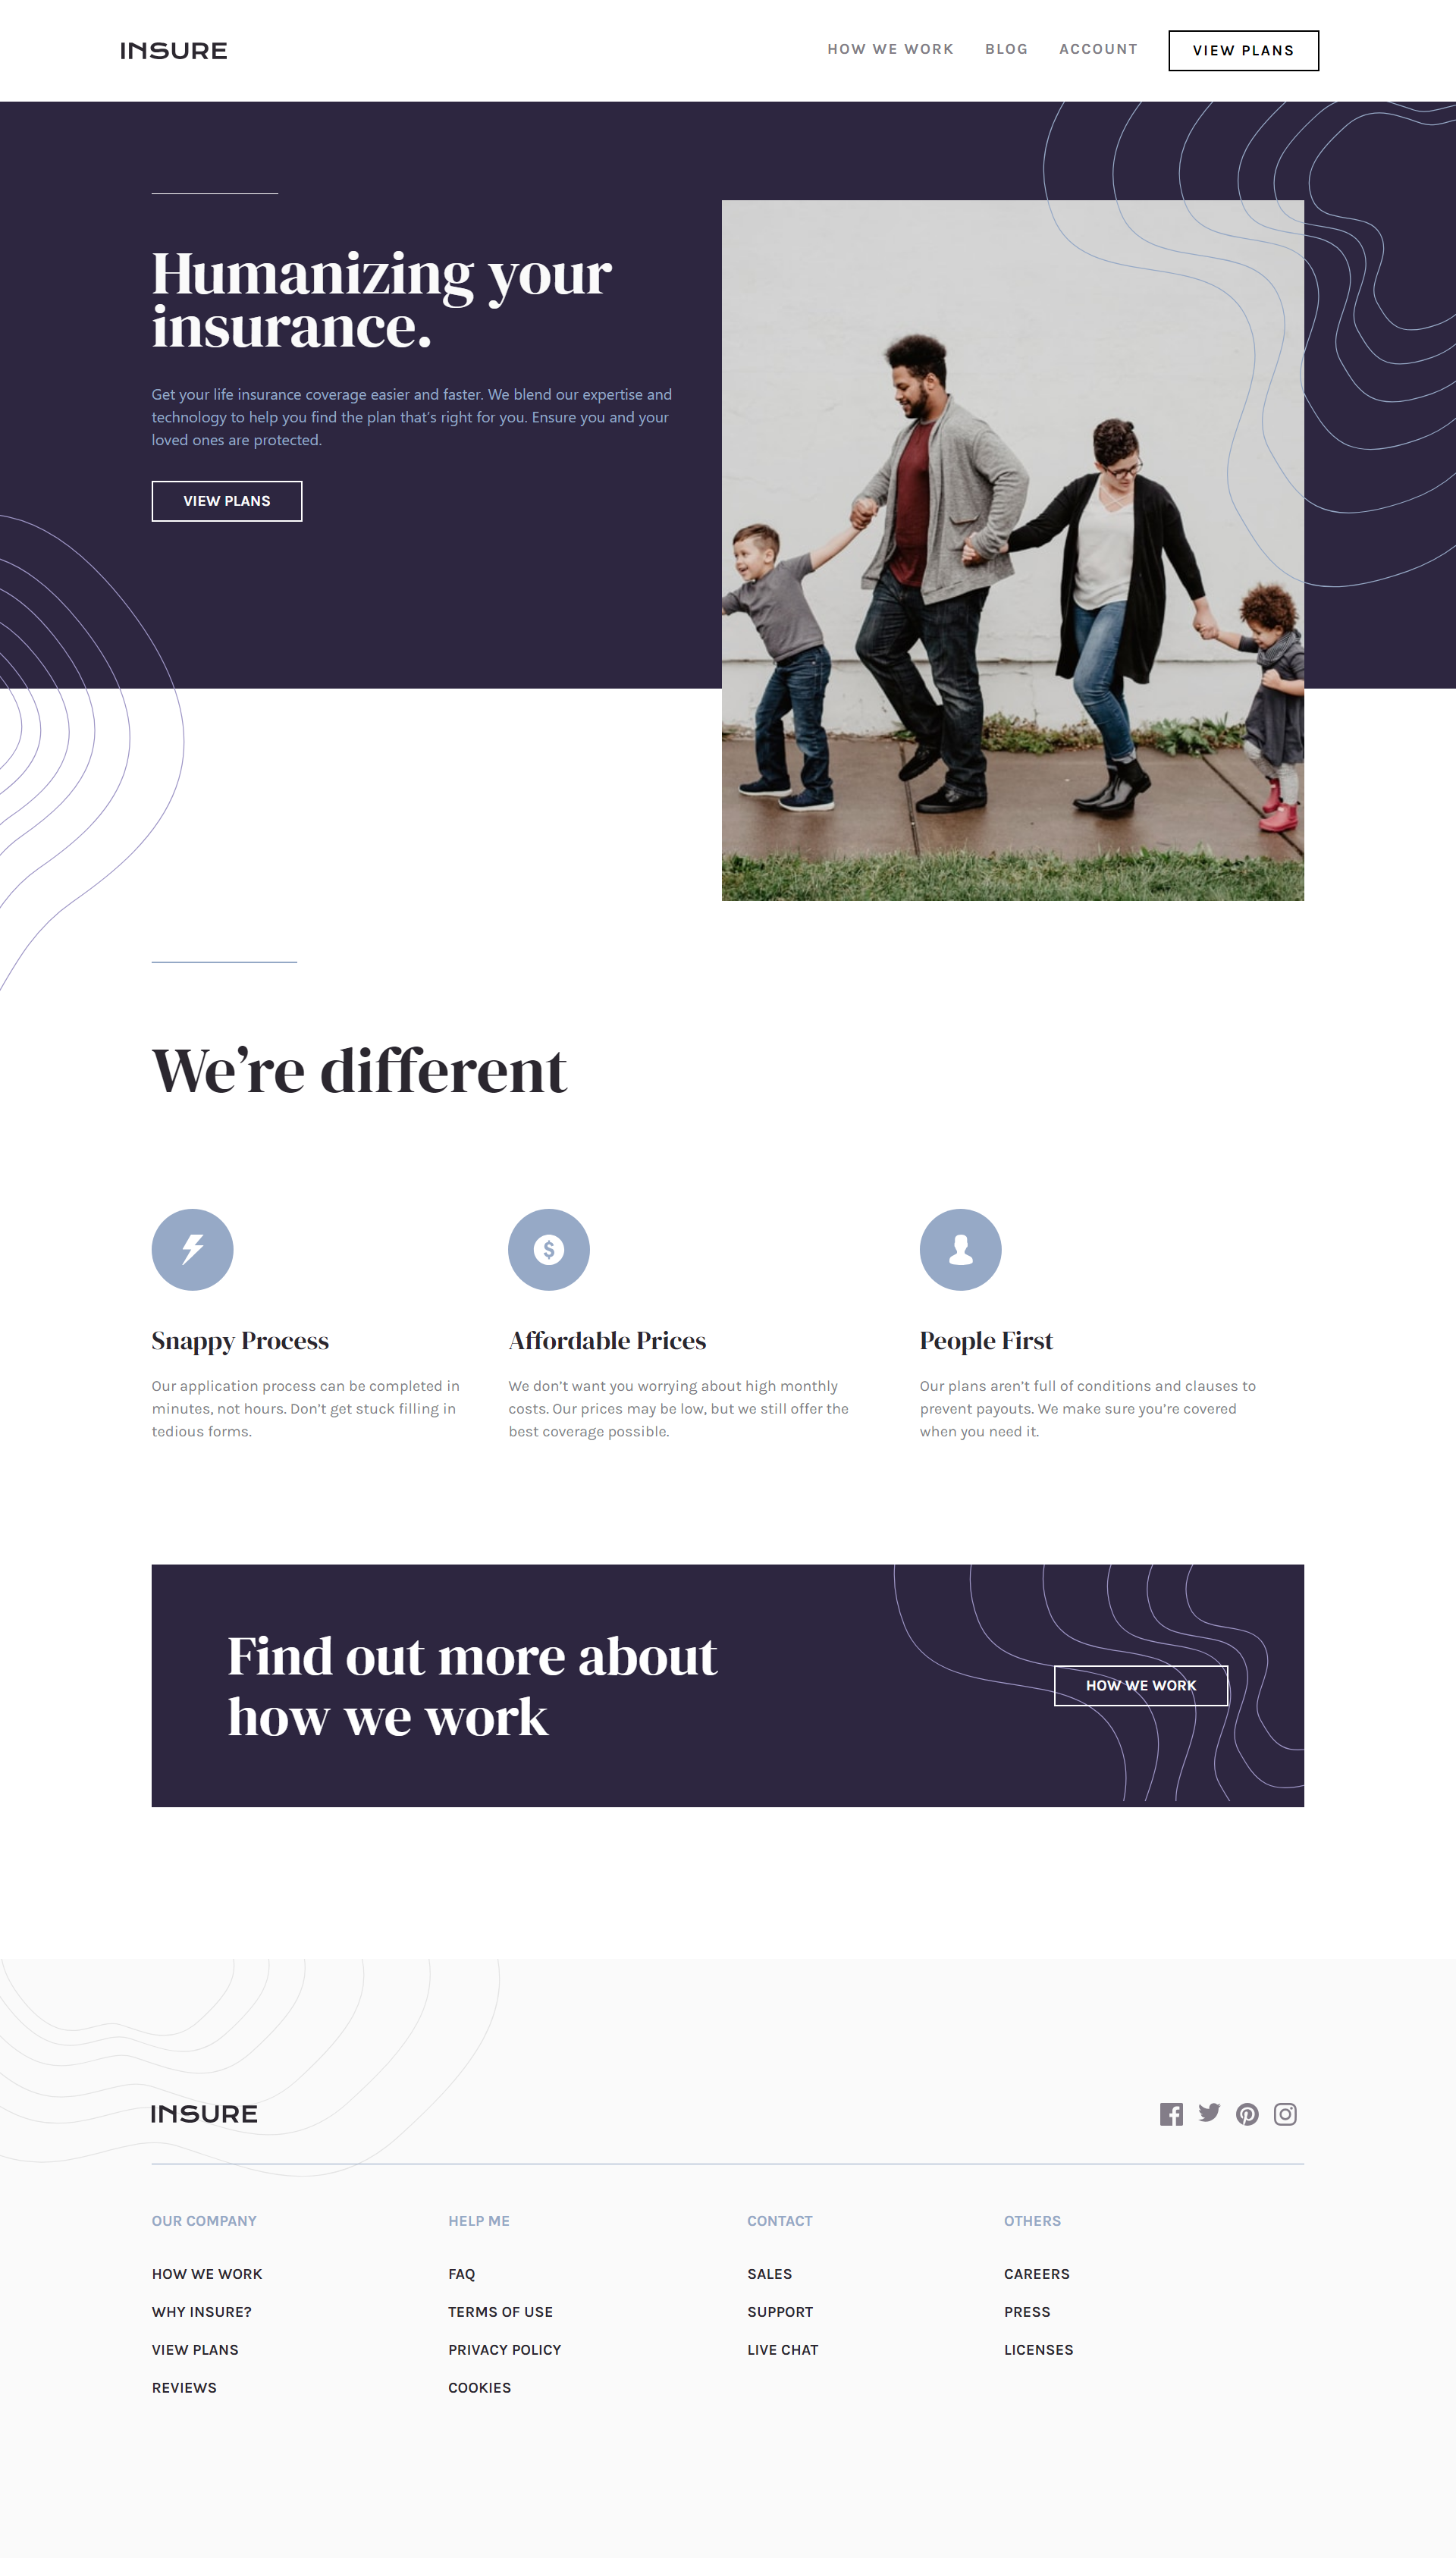 INSURE
HOW WE WORK BLOG ACCOUNT VIEW PLANS
Humanizing your
insurance.
Get your life insurance coverage easier and faster. We blend our expertise and
technology to help you find the plan that's right for you. Ensure you and your
loved ones are protected.
VIEW PLANS
We’re different
Snappy Process
Our application process can be completed in
minutes, not hours. Don’t get stuck filling in
tedious forms.
Affordable Prices
We don’t want you worrying about high monthly
costs. Our prices may be low, but we still offer the
best coverage possible.
People First
Our plans aren’t full of conditions and clauses to
prevent payouts. We make sure you’re covered
when you need it.
Find out more about
how we work
HOW WE WORK
INSURE
OUR COMPANY
HOW WE WORK
WHY INSURE?
VIEW PLANS
REVIEWS
HELP ME
FAQ
TERMS OF USE
PRIVACY POLICY
COOKIES
CONTACT
SALES
SUPPORT
LIVE CHAT
OTHERS
CAREERS
PRESS
LICENSES